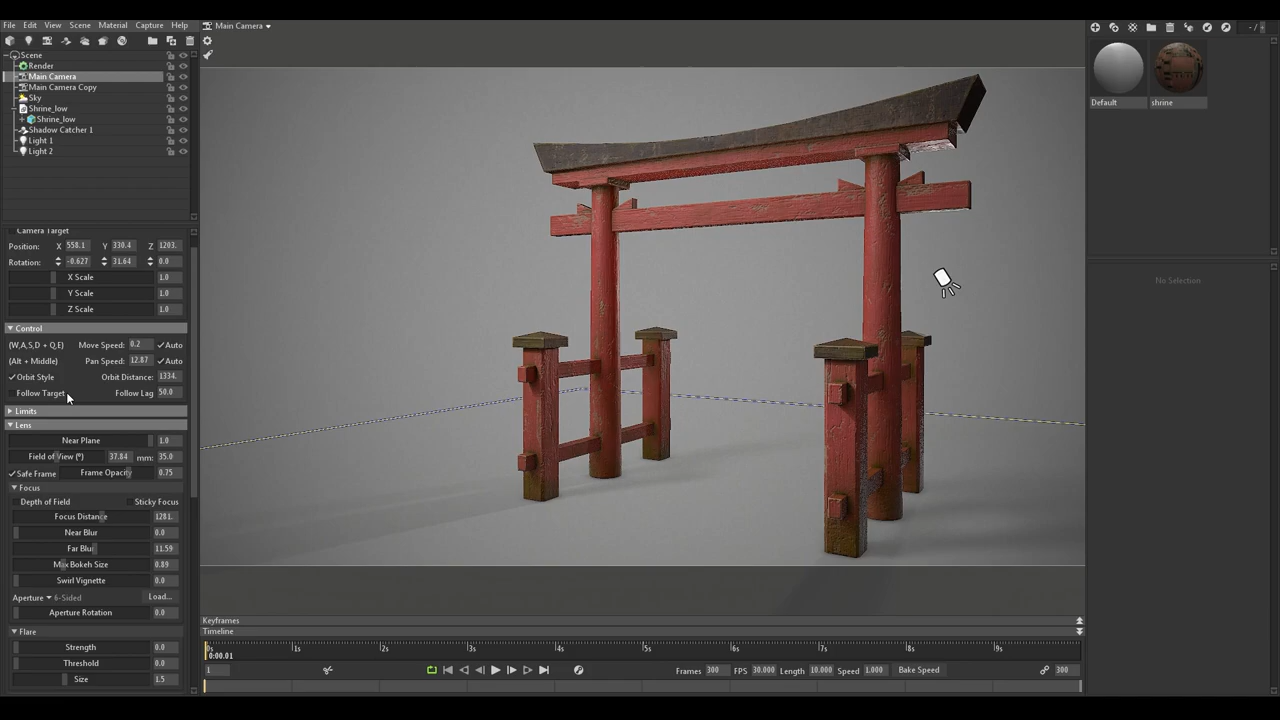 File Edit View Scene Material Capture Help
Main Camera
- /
Scene
Render
Main Camera
Main Camera Copy
Sky
Shrine_low
Shrine_low
Shadow Catcher 1
Light 1
Light 2
Default
shrine
No Selection
Camera Target
Position: X 558.1 Y 330.4 Z 1203.
Rotation: -0.627 31.64 0.0
X Scale 1.0
Y Scale 1.0
Z Scale 1.0
Control
(W,A,S,D + Q,E) Move Speed: 0.2 Auto
(Alt + Middle) Pan Speed: 12.87 Auto
Orbit Style Orbit Distance: 1334.
Follow Target Follow Lag 50.0
Limits
Lens
Near Plane 1.0
Field of View (°) 37.84 mm: 35.0
Safe Frame Frame Opacity 0.75
Focus
Depth of Field Sticky Focus
Focus Distance 1281.
Near Blur 0.0
Far Blur 11.59
Max Bokeh Size 0.89
Swirl Vignette 0.0
Aperture 6-Sided Load...
Aperture Rotation 0.0
Flare
Strength 0.0
Threshold 0.0
Size 1.5
Keyframes
Timeline
0s 1s 2s 3s 4s 5s 6s 7s 8s 9s
0:00.01
1 Frames 300 FPS 30.000 Length 10.000 Speed 1.000 Bake Speed 300